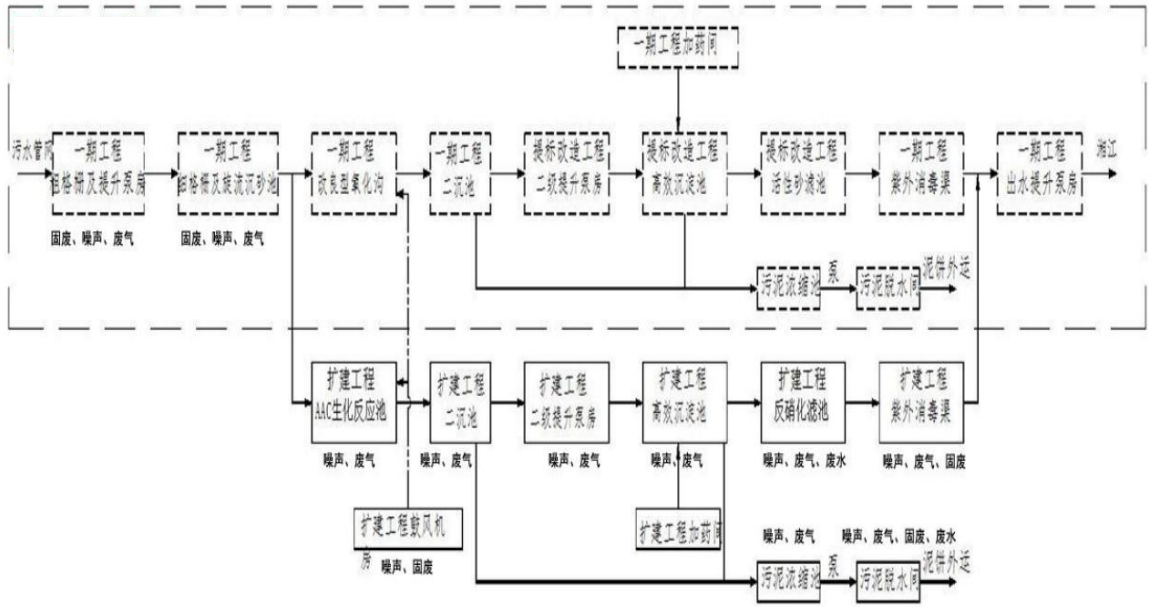 一期工程加药间
污水管网
一期工程
粗格栅及提升泵房
一期工程
细格栅及旋流沉砂池
一期工程
改良型氧化沟
一期工程
二沉池
提标改造工程
二级提升泵房
提标改造工程
高效沉淀池
提标改造工程
活性砂滤池
一期工程
紫外消毒渠
一期工程
出水提升泵房
湘江
固废、噪声、废气
固废、噪声、废气
污泥浓缩池
泵
污泥脱水间
泥饼外运
扩建工程
AAC生化反应池
扩建工程
二沉池
扩建工程
二级提升泵房
扩建工程
高效沉淀池
扩建工程
反硝化滤池
扩建工程
紫外消毒渠
噪声、废气
噪声、废气
噪声、废气
噪声、废气
噪声、废气、废水
噪声、废气、固废
扩建工程鼓风机
房
噪声、固废
扩建工程加药间
噪声、废气
噪声、废气、固废、废水
污泥浓缩池
泵
污泥脱水间
泥饼外运